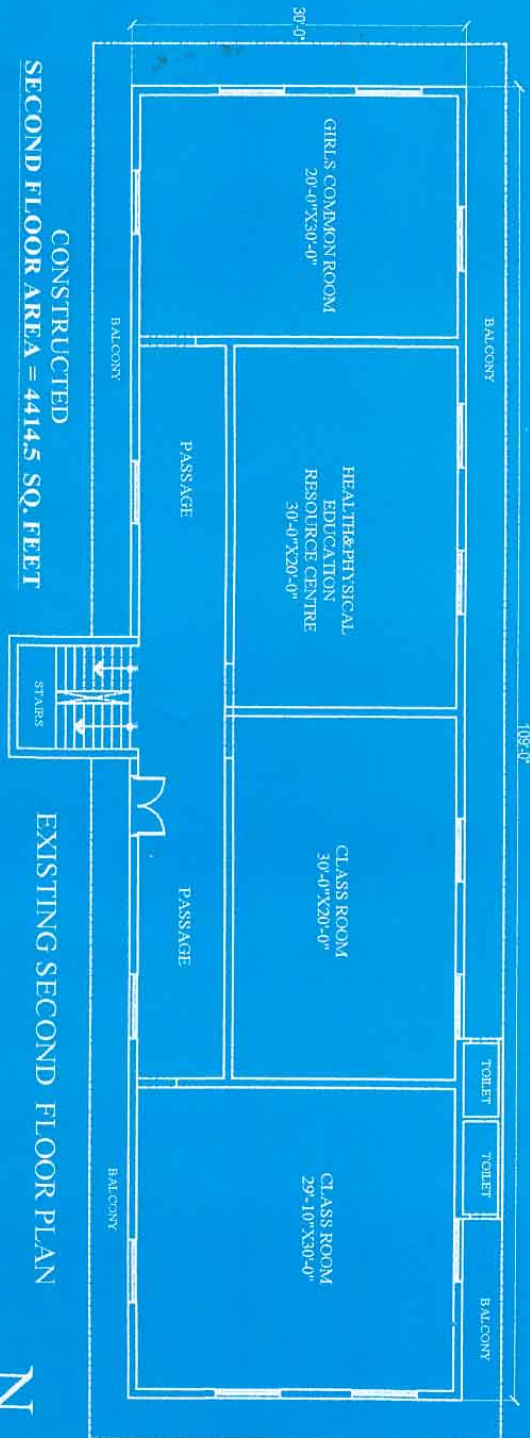 109'-0"
30'-0"
BALCONY
TOILET
TOILET
BALCONY
GIRLS COMMON ROOM
20'-0"X30'-0"
HEALTH&PHYSICAL
EDUCATION
RESOURCE CENTRE
30'-0"X20'-0"
CLASS ROOM
30'-0"X20'-0"
CLASS ROOM
29'-10"X30'-0"
PASSAGE
PASSAGE
BALCONY
BALCONY
STAIRS
CONSTRUCTED
SECOND FLOOR AREA = 4414.5 SQ. FEET
EXISTING SECOND FLOOR PLAN
N